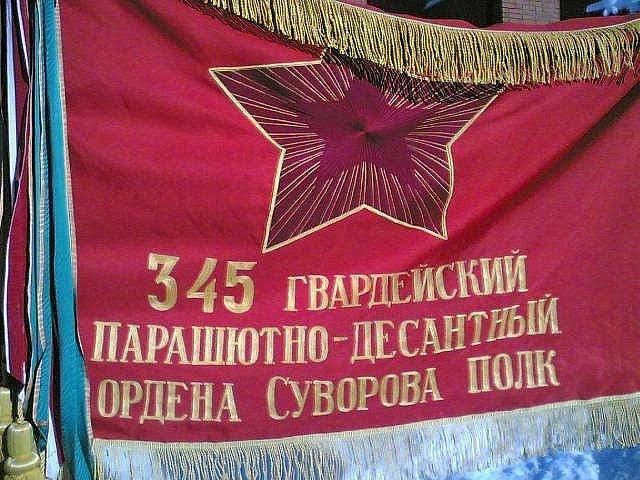 345 ГВАРДЕЙСКИЙ
ПАРАШЮТНО-ДЕСАНТНЫЙ
ОРДЕНА СУВОРОВА ПОЛК